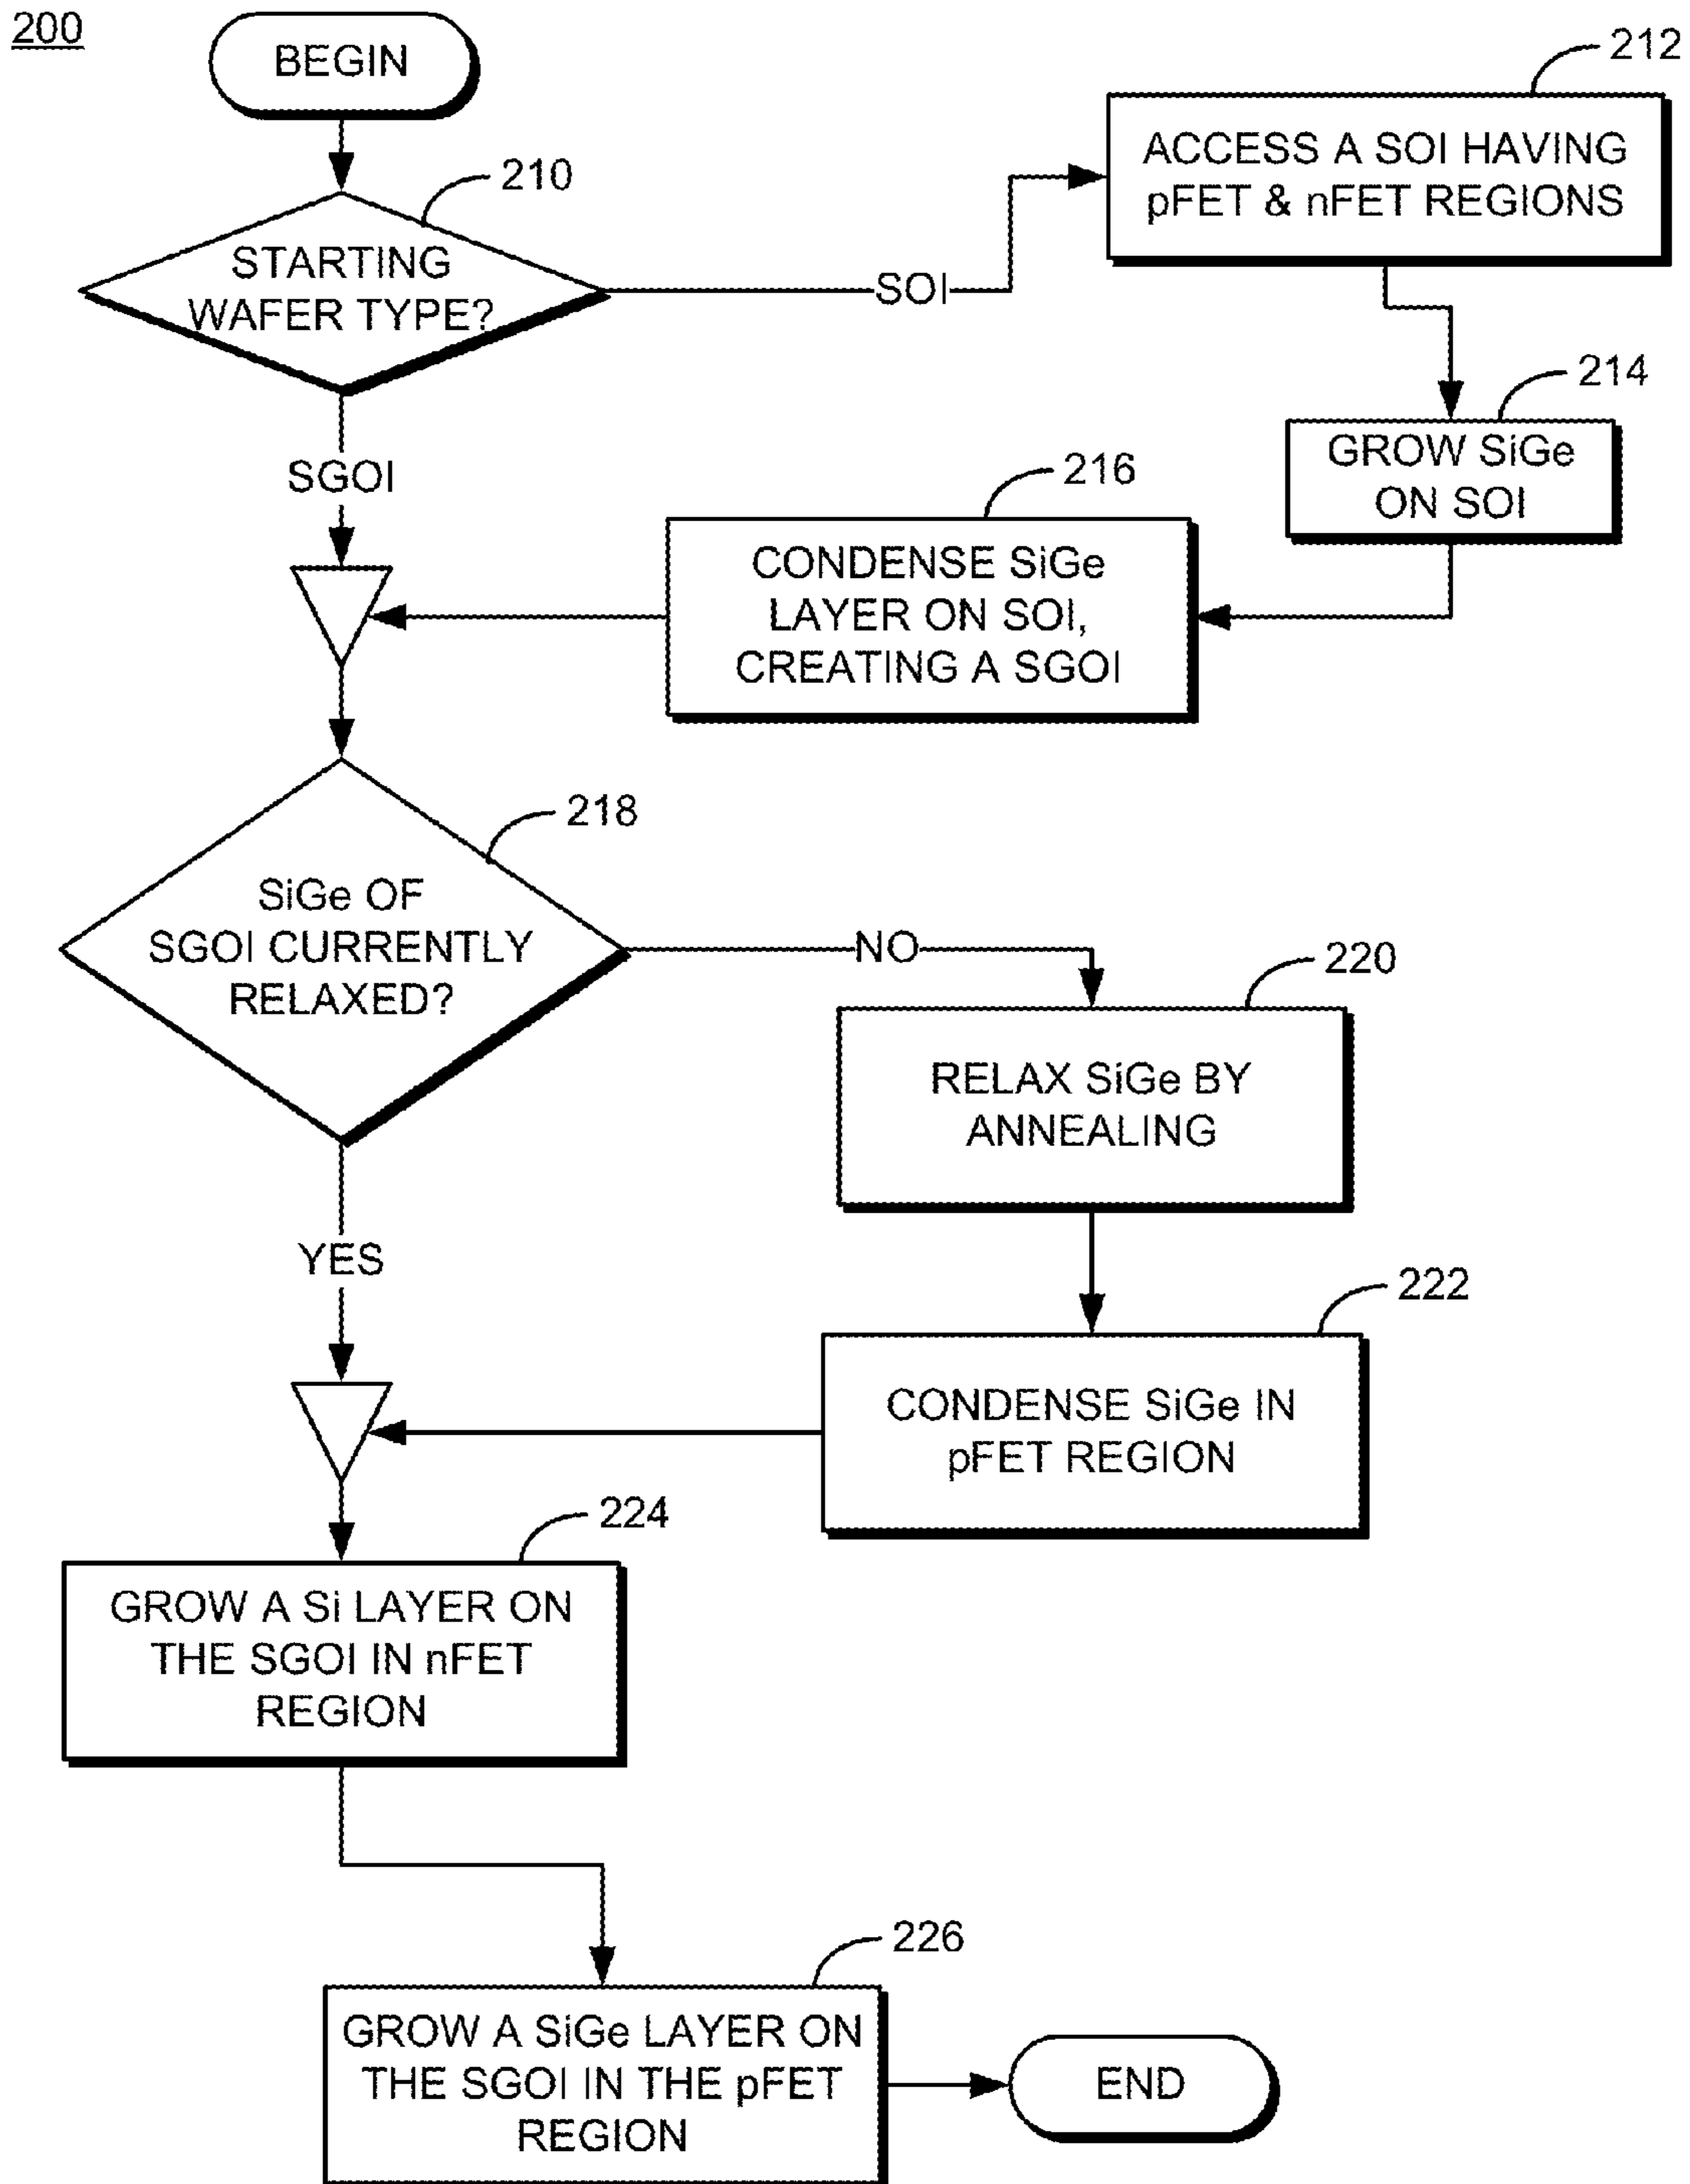 200
BEGIN
212
ACCESS A SOI HAVING
pFET & nFET REGIONS
210
STARTING
WAFER TYPE?
SOI
214
GROW SiGe
ON SOI
SGOI
216
CONDENSE SiGe
LAYER ON SOI,
CREATING A SGOI
218
SiGe OF
SGOI CURRENTLY
RELAXED?
NO
220
RELAX SiGe BY
ANNEALING
YES
222
CONDENSE SiGe IN
pFET REGION
224
GROW A Si LAYER ON
THE SGOI IN nFET
REGION
226
GROW A SiGe LAYER ON
THE SGOI IN THE pFET
REGION
END